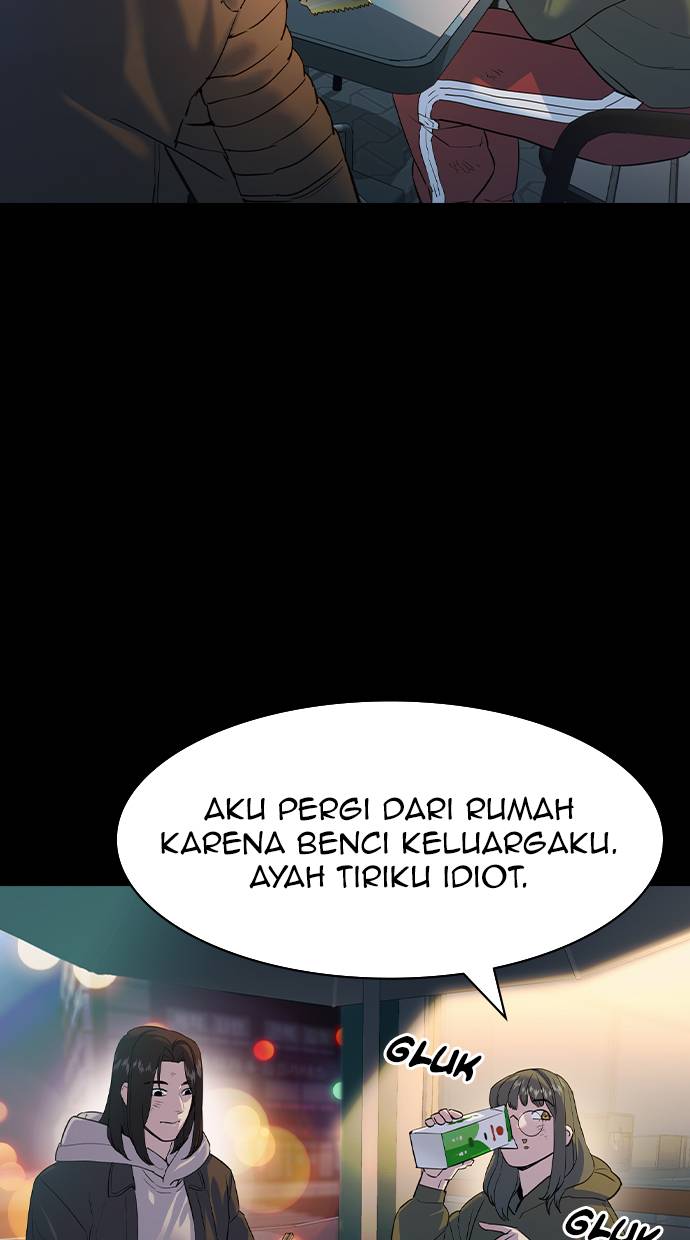 AKU PERGI DARI RUMAH
KARENA BENCI KELUARGAKU.
AYAH TIRIKU IDIOT.
GLUK
GLUK